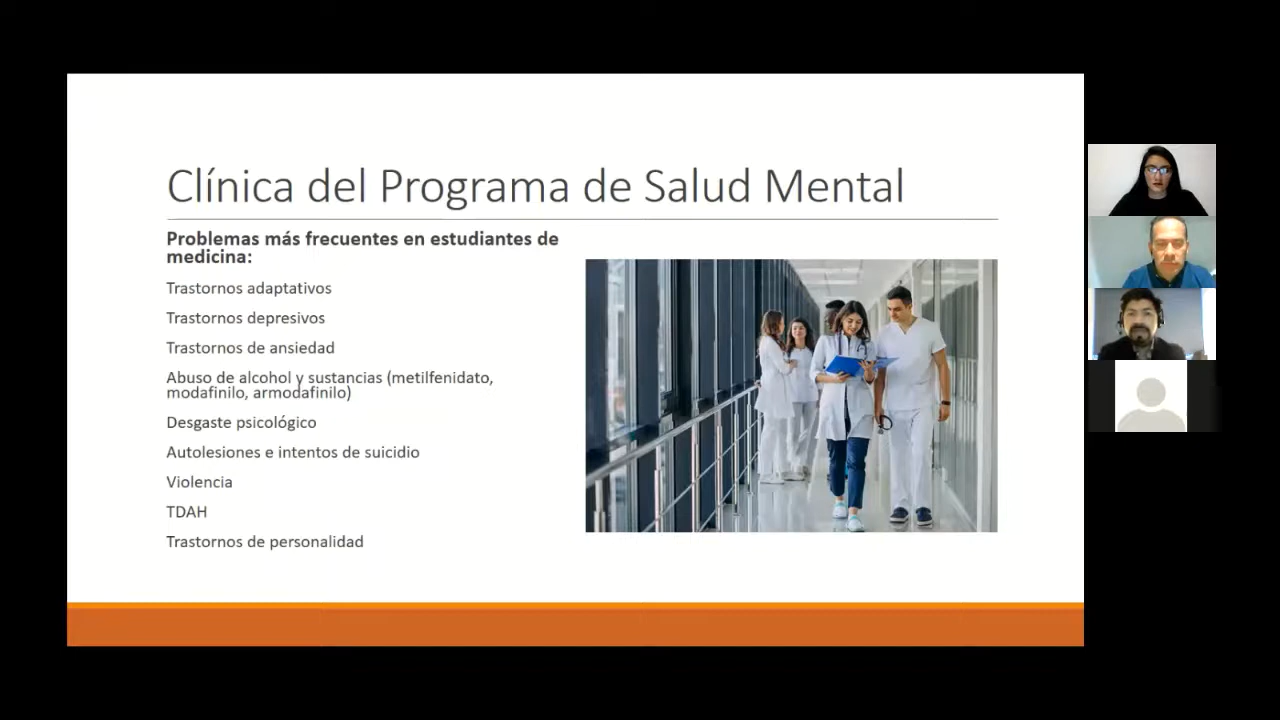 Clínica del Programa de Salud Mental
Problemas más frecuentes en estudiantes de
medicina:
Trastornos adaptativos
Trastornos depresivos
Trastornos de ansiedad
Abuso de alcohol y sustancias (metilfenidato,
modafinilo, armodafinilo)
Desgaste psicológico
Autolesiones e intentos de suicidio
Violencia
TDAH
Trastornos de personalidad